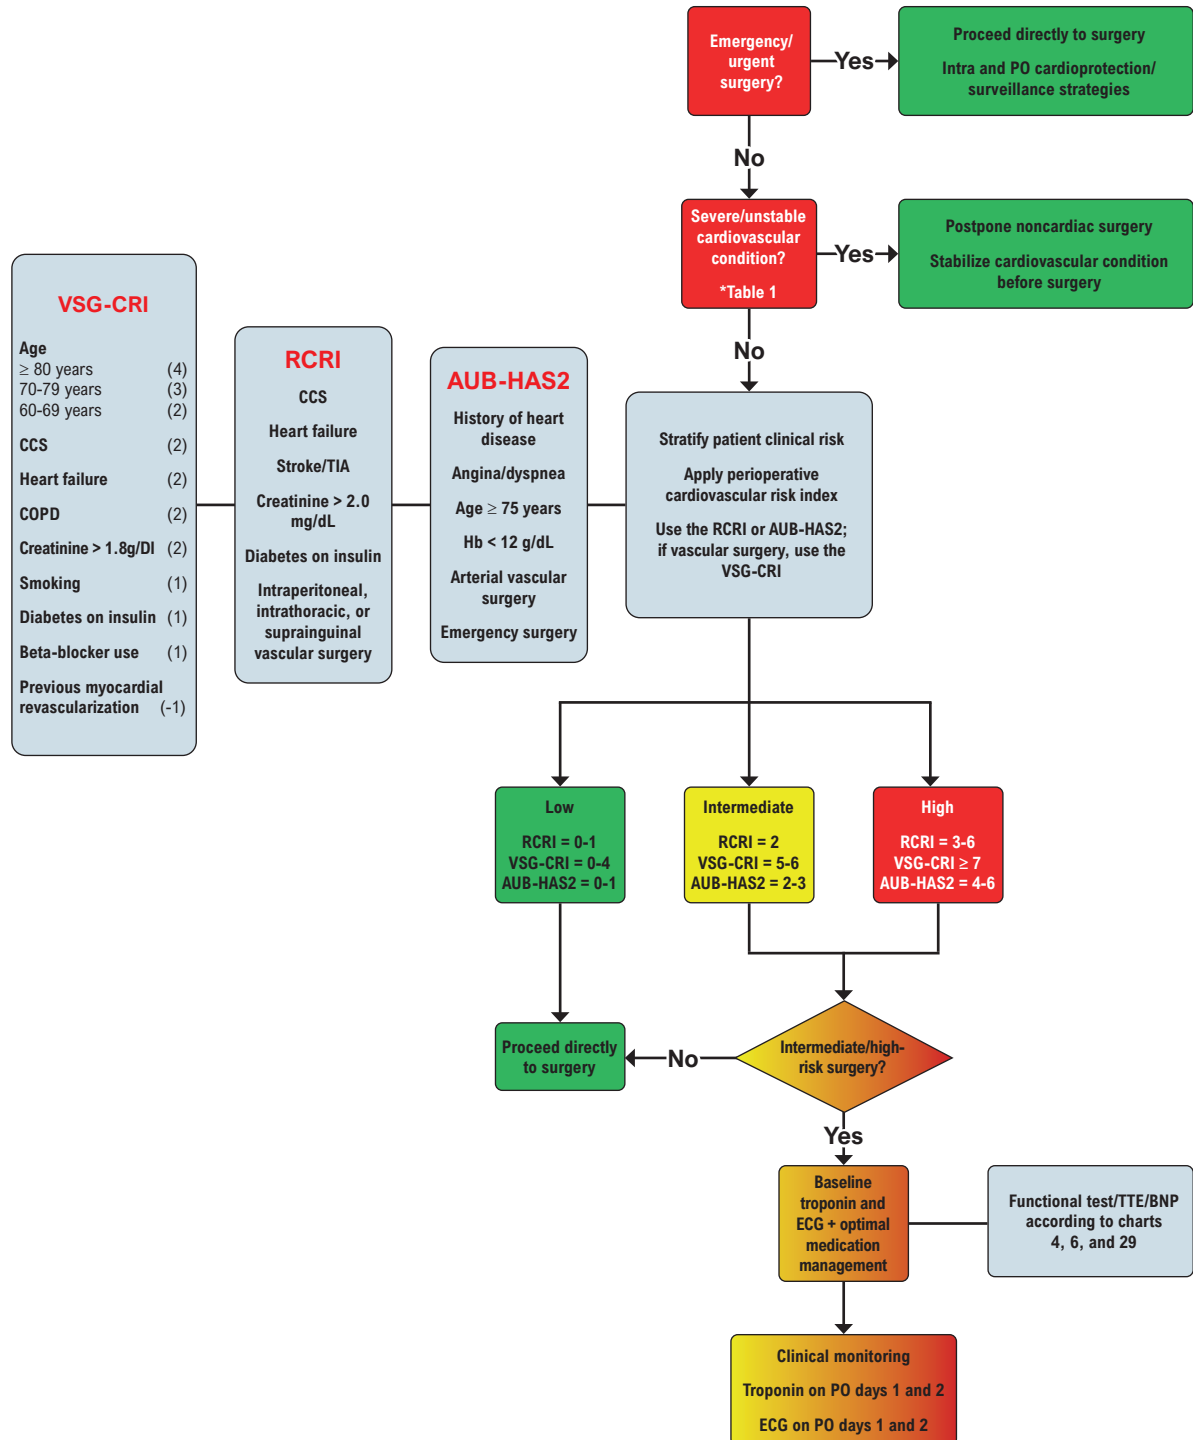 Emergency/
urgent
surgery?
Yes
Proceed directly to surgery
Intra and PO cardioprotection/
surveillance strategies
No
Severe/unstable
cardiovascular
condition?
*Table 1
Yes
Postpone noncardiac surgery
Stabilize cardiovascular condition
before surgery
No
VSG-CRI
Age
≥ 80 years (4)
70-79 years (3)
60-69 years (2)
CCS (2)
Heart failure (2)
COPD (2)
Creatinine > 1.8g/Dl (2)
Smoking (1)
Diabetes on insulin (1)
Beta-blocker use (1)
Previous myocardial
revascularization (-1)
RCRI
CCS
Heart failure
Stroke/TIA
Creatinine > 2.0
mg/dL
Diabetes on insulin
Intraperitoneal,
intrathoracic, or
suprainguinal
vascular surgery
AUB-HAS2
History of heart
disease
Angina/dyspnea
Age ≥ 75 years
Hb < 12 g/dL
Arterial vascular
surgery
Emergency surgery
Stratify patient clinical risk
Apply perioperative
cardiovascular risk index
Use the RCRI or AUB-HAS2;
if vascular surgery, use the
VSG-CRI
Low
RCRI = 0-1
VSG-CRI = 0-4
AUB-HAS2 = 0-1
Intermediate
RCRI = 2
VSG-CRI = 5-6
AUB-HAS2 = 2-3
High
RCRI = 3-6
VSG-CRI ≥ 7
AUB-HAS2 = 4-6
Proceed directly
to surgery
No
Intermediate/high-
risk surgery?
Yes
Baseline
troponin and
ECG + optimal
medication
management
Functional test/TTE/BNP
according to charts
4, 6, and 29
Clinical monitoring
Troponin on PO days 1 and 2
ECG on PO days 1 and 2